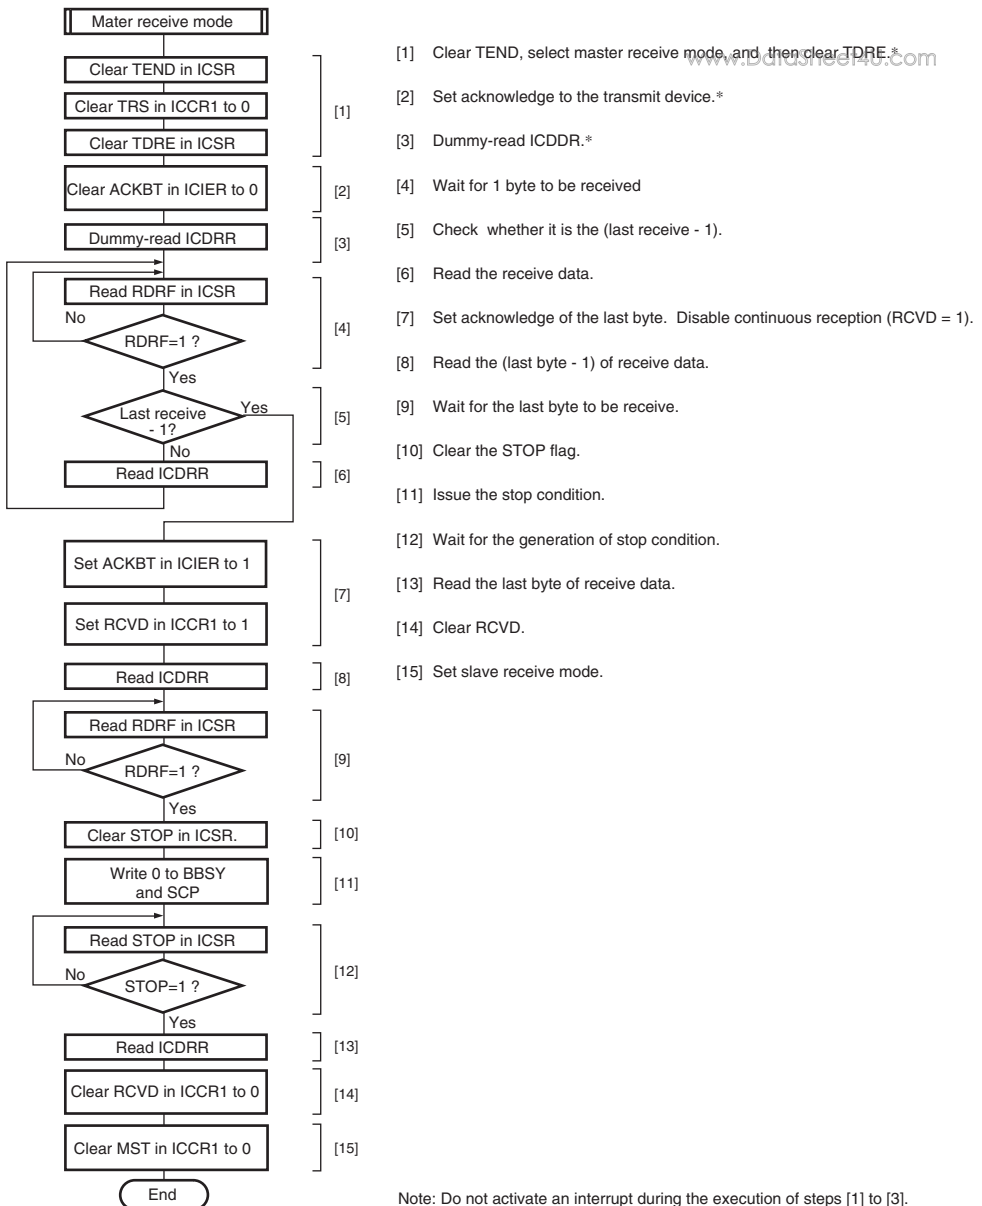 Mater receive mode
Clear TEND in ICSR
Clear TRS in ICCR1 to 0
Clear TDRE in ICSR
[1]
Clear ACKBT in ICIER to 0
[2]
Dummy-read ICDRR
[3]
Read RDRF in ICSR
No
RDRF=1 ?
[4]
Yes
Last receive
- 1?
Yes
[5]
No
Read ICDRR
[6]
Set ACKBT in ICIER to 1
[7]
Set RCVD in ICCR1 to 1
Read ICDRR
[8]
Read RDRF in ICSR
No
RDRF=1 ?
[9]
Yes
Clear STOP in ICSR.
[10]
Write 0 to BBSY
and SCP
[11]
Read STOP in ICSR
No
STOP=1 ?
[12]
Yes
Read ICDRR
[13]
Clear RCVD in ICCR1 to 0
[14]
Clear MST in ICCR1 to 0
[15]
End
[1] Clear TEND, select master receive mode, and then clear TDRE.*
www.DataSheet4U.com
[2] Set acknowledge to the transmit device.*
[3] Dummy-read ICDDR.*
[4] Wait for 1 byte to be received
[5] Check whether it is the (last receive - 1).
[6] Read the receive data.
[7] Set acknowledge of the last byte. Disable continuous reception (RCVD = 1).
[8] Read the (last byte - 1) of receive data.
[9] Wait for the last byte to be receive.
[10] Clear the STOP flag.
[11] Issue the stop condition.
[12] Wait for the generation of stop condition.
[13] Read the last byte of receive data.
[14] Clear RCVD.
[15] Set slave receive mode.
Note: Do not activate an interrupt during the execution of steps [1] to [3].